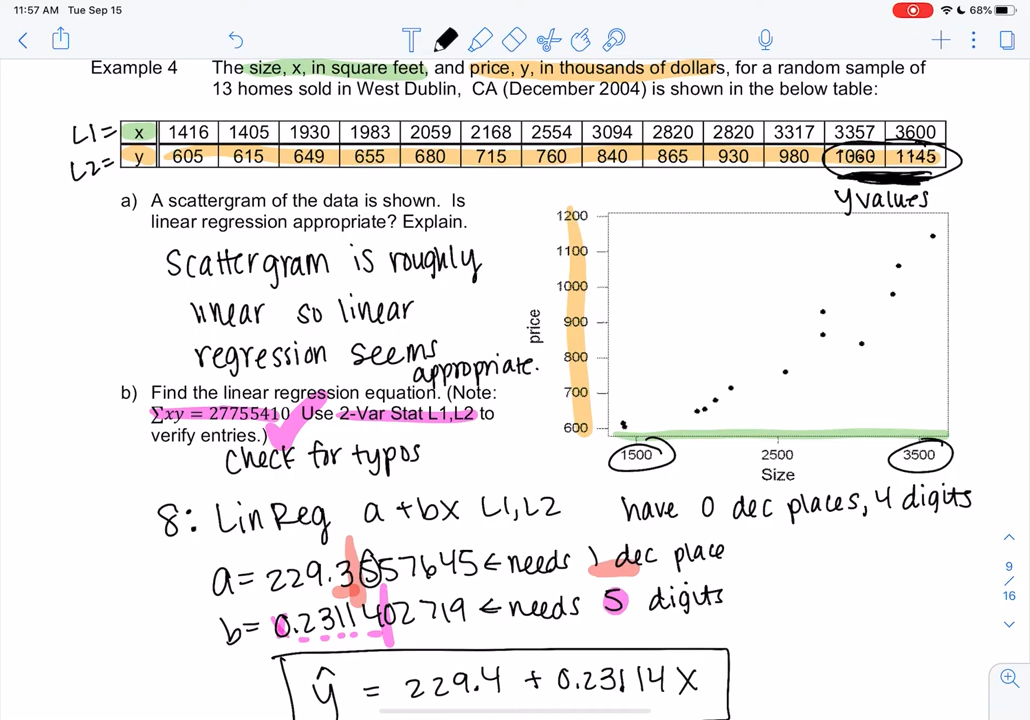 11:57 AM Tue Sep 15
68%
T
Example 4 The size, x, in square feet, and price, y, in thousands of dollars, for a random sample of
13 homes sold in West Dublin, CA (December 2004) is shown in the below table:
L1= x 1416 1405 1930 1983 2059 2168 2554 3094 2820 2820 3317 3357 3600
L2= y 605 615 649 655 680 715 760 840 865 930 980 1060 1145
y values
a) A scattergram of the data is shown. Is
linear regression appropriate? Explain.
scattergram is roughly
linear so linear
regression seems
appropriate.
1200
1100
1000
900
800
700
600
price
1500 2500 3500
Size
b) Find the linear regression equation. (Note:
∑xy = 27755410 Use 2-Var Stat L1,L2 to
verify entries.)
check for typos
8: LinReg a+bx L1,L2
have 0 dec places, 4 digits
a= 229.3557645 ← needs 1 dec place
b= 0.2311402719 ← needs 5 digits
ŷ = 229.4 + 0.23114x
9
16